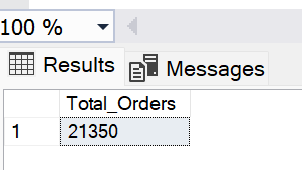 100 %
Results Messages
Total_Orders
1 21350